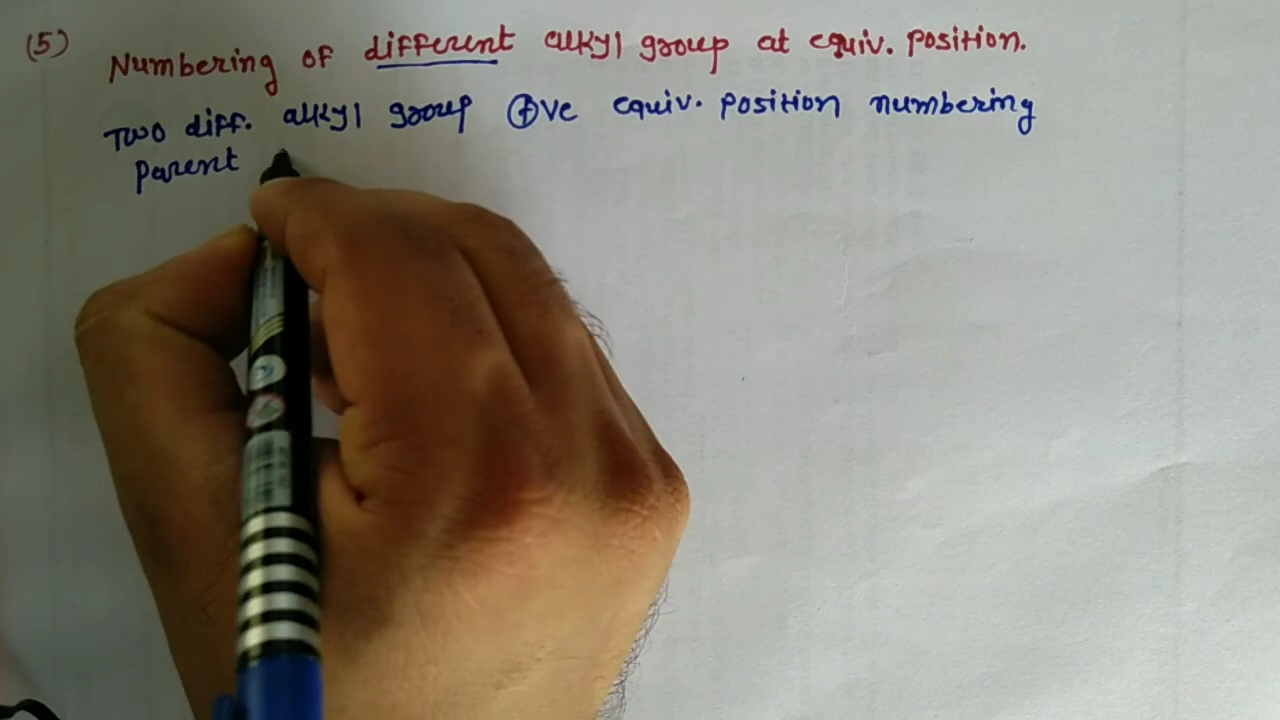 (5) Numbering of different alkyl group at equiv. position.
Two diff. alkyl group ⊕ve equiv. position numbering
parent